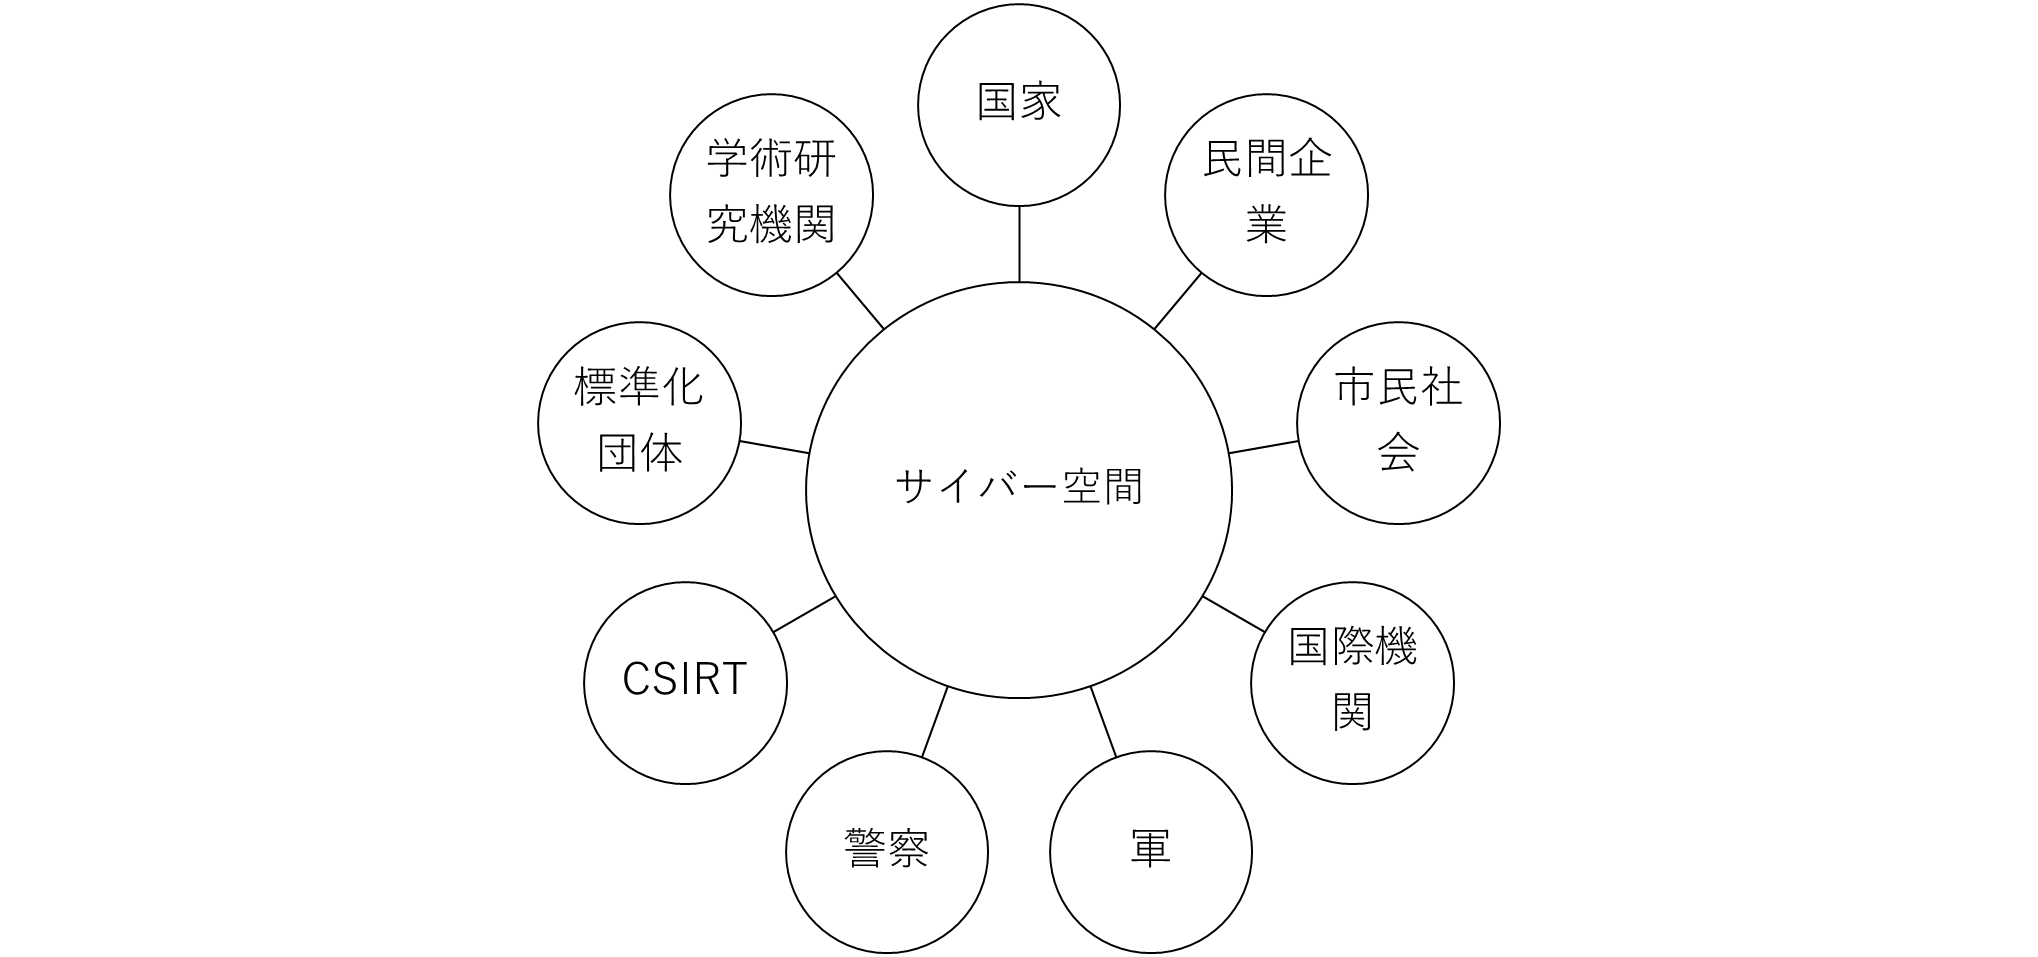 国家
民間企
業
市民社
会
国際機
関
軍
警察
CSIRT
標準化
団体
学術研
究機関
サイバー空間